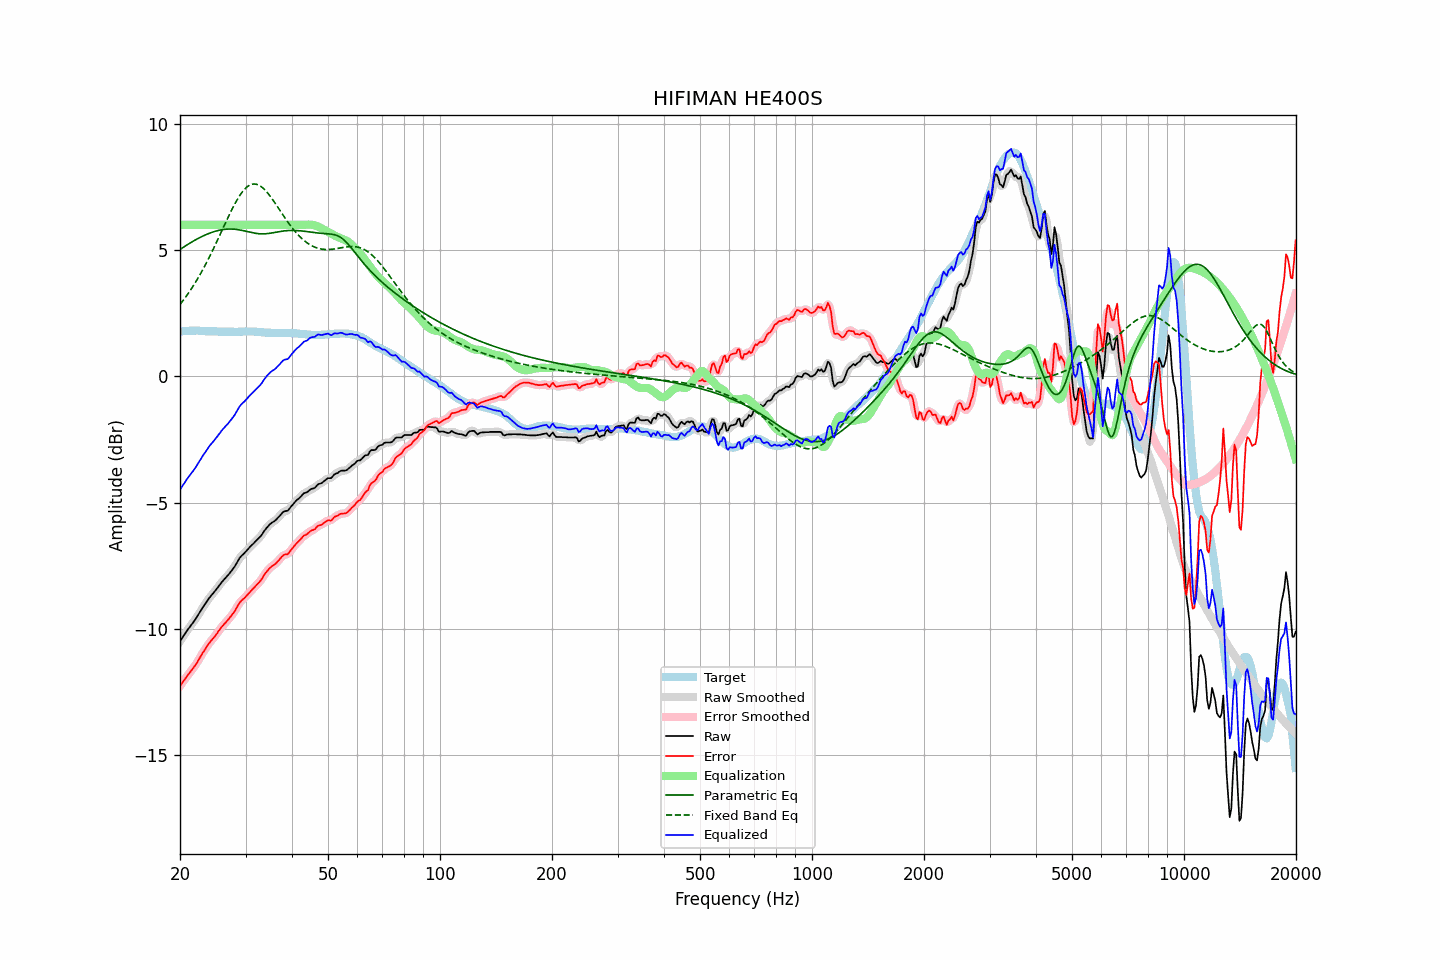 HIFIMAN HE400S
10
5
0
−5
−10
−15
Amplitude (dBr)
Target
Raw Smoothed
Error Smoothed
Raw
Error
Equalization
Parametric Eq
Fixed Band Eq
Equalized
20 50 100 200 500 1000 2000 5000 10000 20000
Frequency (Hz)